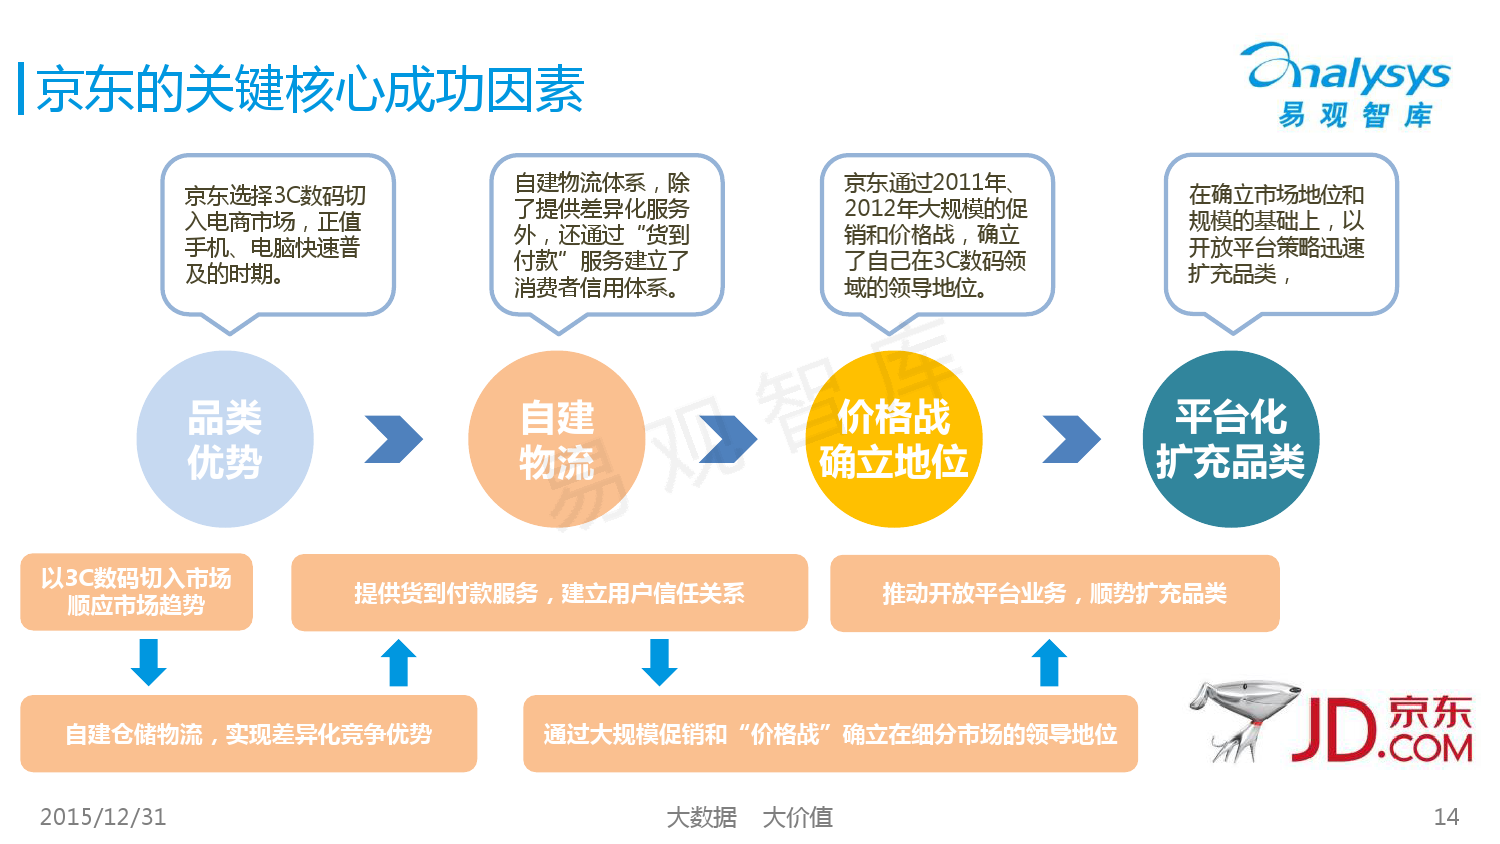 京东的关键核心成功因素
analysys
易观智库
京东选择3C数码切
入电商市场，正值
手机、电脑快速普
及的时期。
自建物流体系，除
了提供差异化服务
外，还通过“货到
付款”服务建立了
消费者信用体系。
京东通过2011年、
2012年大规模的促
销和价格战，确立
了自己在3C数码领
域的领导地位。
在确立市场地位和
规模的基础上，以
开放平台策略迅速
扩充品类，
品类
优势
自建
物流
价格战
确立地位
平台化
扩充品类
易观智库
以3C数码切入市场
顺应市场趋势
提供货到付款服务，建立用户信任关系
推动开放平台业务，顺势扩充品类
自建仓储物流，实现差异化竞争优势
通过大规模促销和“价格战”确立在细分市场的领导地位
京东
JD.COM
2015/12/31
大数据 大价值
14